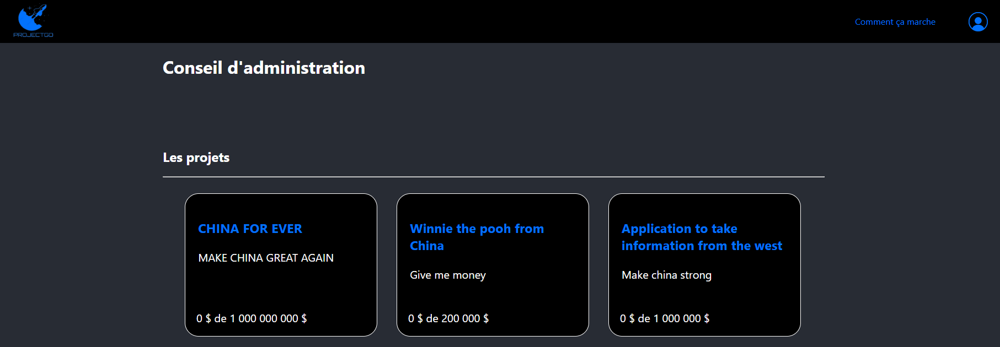 PROJECTGO
Comment ça marche
Conseil d'administration
Les projets
CHINA FOR EVER
MAKE CHINA GREAT AGAIN
0 $ de 1 000 000 000 $
Winnie the pooh from
China
Give me money
0 $ de 200 000 $
Application to take
information from the west
Make china strong
0 $ de 1 000 000 $